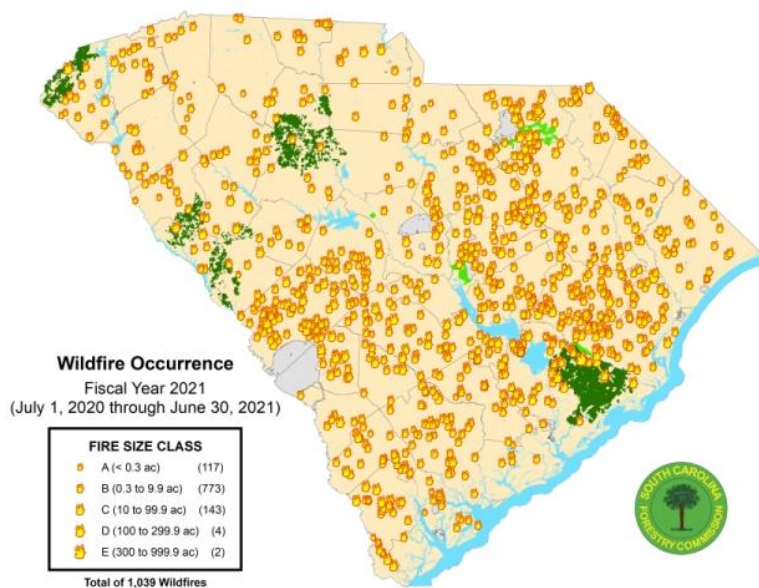 Wildfire Occurrence
Fiscal Year 2021
(July 1, 2020 through June 30, 2021)
FIRE SIZE CLASS
A (< 0.3 ac) (117)
B (0.3 to 9.9 ac) (773)
C (10 to 99.9 ac) (143)
D (100 to 299.9 ac) (4)
E (300 to 999.9 ac) (2)
Total of 1,039 Wildfires
SOUTH CAROLINA
FORESTRY COMMISSION